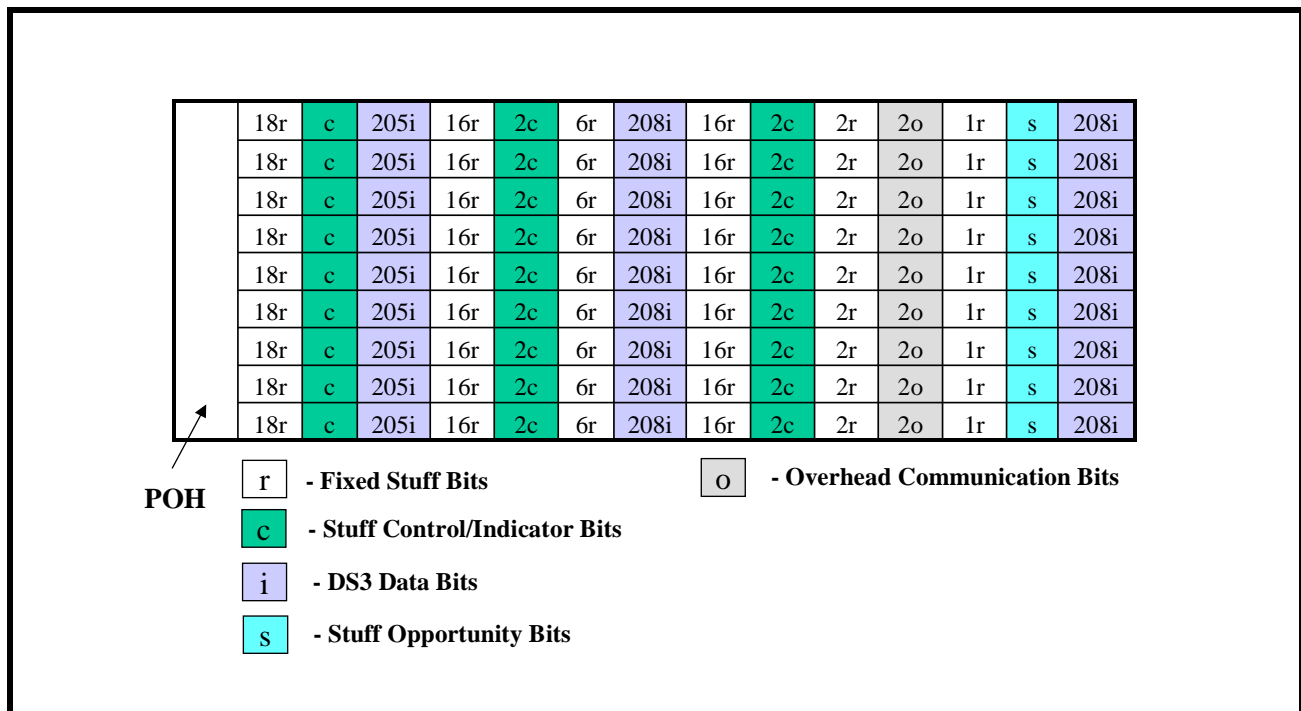 18r c 205i 16r 2c 6r 208i 16r 2c 2r 2o 1r s 208i
18r c 205i 16r 2c 6r 208i 16r 2c 2r 2o 1r s 208i
18r c 205i 16r 2c 6r 208i 16r 2c 2r 2o 1r s 208i
18r c 205i 16r 2c 6r 208i 16r 2c 2r 2o 1r s 208i
18r c 205i 16r 2c 6r 208i 16r 2c 2r 2o 1r s 208i
18r c 205i 16r 2c 6r 208i 16r 2c 2r 2o 1r s 208i
18r c 205i 16r 2c 6r 208i 16r 2c 2r 2o 1r s 208i
18r c 205i 16r 2c 6r 208i 16r 2c 2r 2o 1r s 208i
18r c 205i 16r 2c 6r 208i 16r 2c 2r 2o 1r s 208i
POH
r - Fixed Stuff Bits
o - Overhead Communication Bits
c - Stuff Control/Indicator Bits
i - DS3 Data Bits
s - Stuff Opportunity Bits